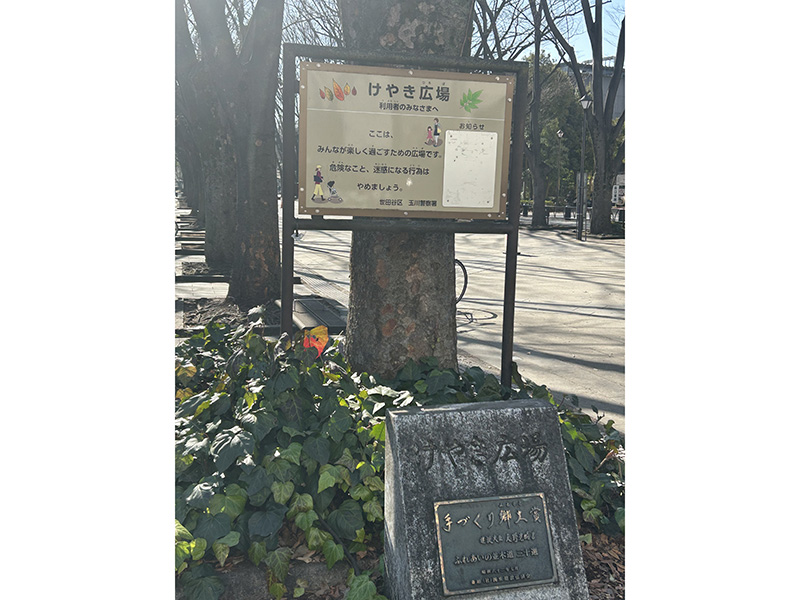 けやき広場
利用者のみなさまへ
お知らせ
ここは、
みんなが楽しく過ごすための広場です。
危険なこと、迷惑になる行為は
やめましょう。
世田谷区 玉川警察署
けやき広場
手づくり郷土賞
ふれあいの並木道三十選